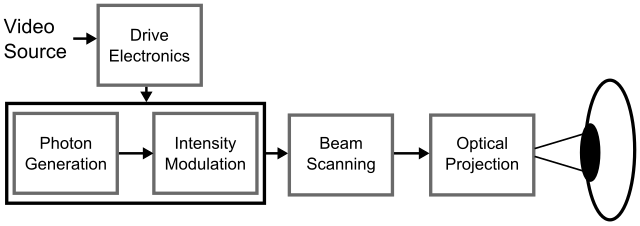 Video
Source
Drive
Electronics
Photon
Generation
Intensity
Modulation
Beam
Scanning
Optical
Projection